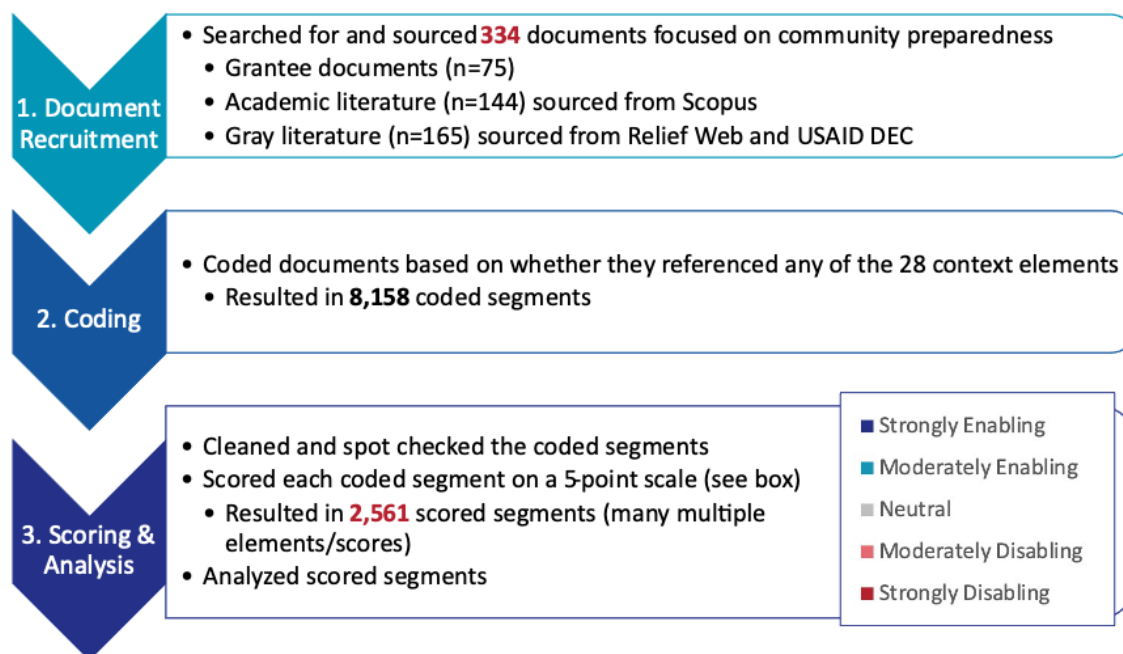 1. Document
Recruitment
• Searched for and sourced 334 documents focused on community preparedness
• Grantee documents (n=75)
• Academic literature (n=144) sourced from Scopus
• Gray literature (n=165) sourced from Relief Web and USAID DEC
2. Coding
• Coded documents based on whether they referenced any of the 28 context elements
• Resulted in 8,158 coded segments
3. Scoring &
Analysis
• Cleaned and spot checked the coded segments
• Scored each coded segment on a 5-point scale (see box)
• Resulted in 2,561 scored segments (many multiple
elements/scores)
• Analyzed scored segments
Strongly Enabling
Moderately Enabling
Neutral
Moderately Disabling
Strongly Disabling